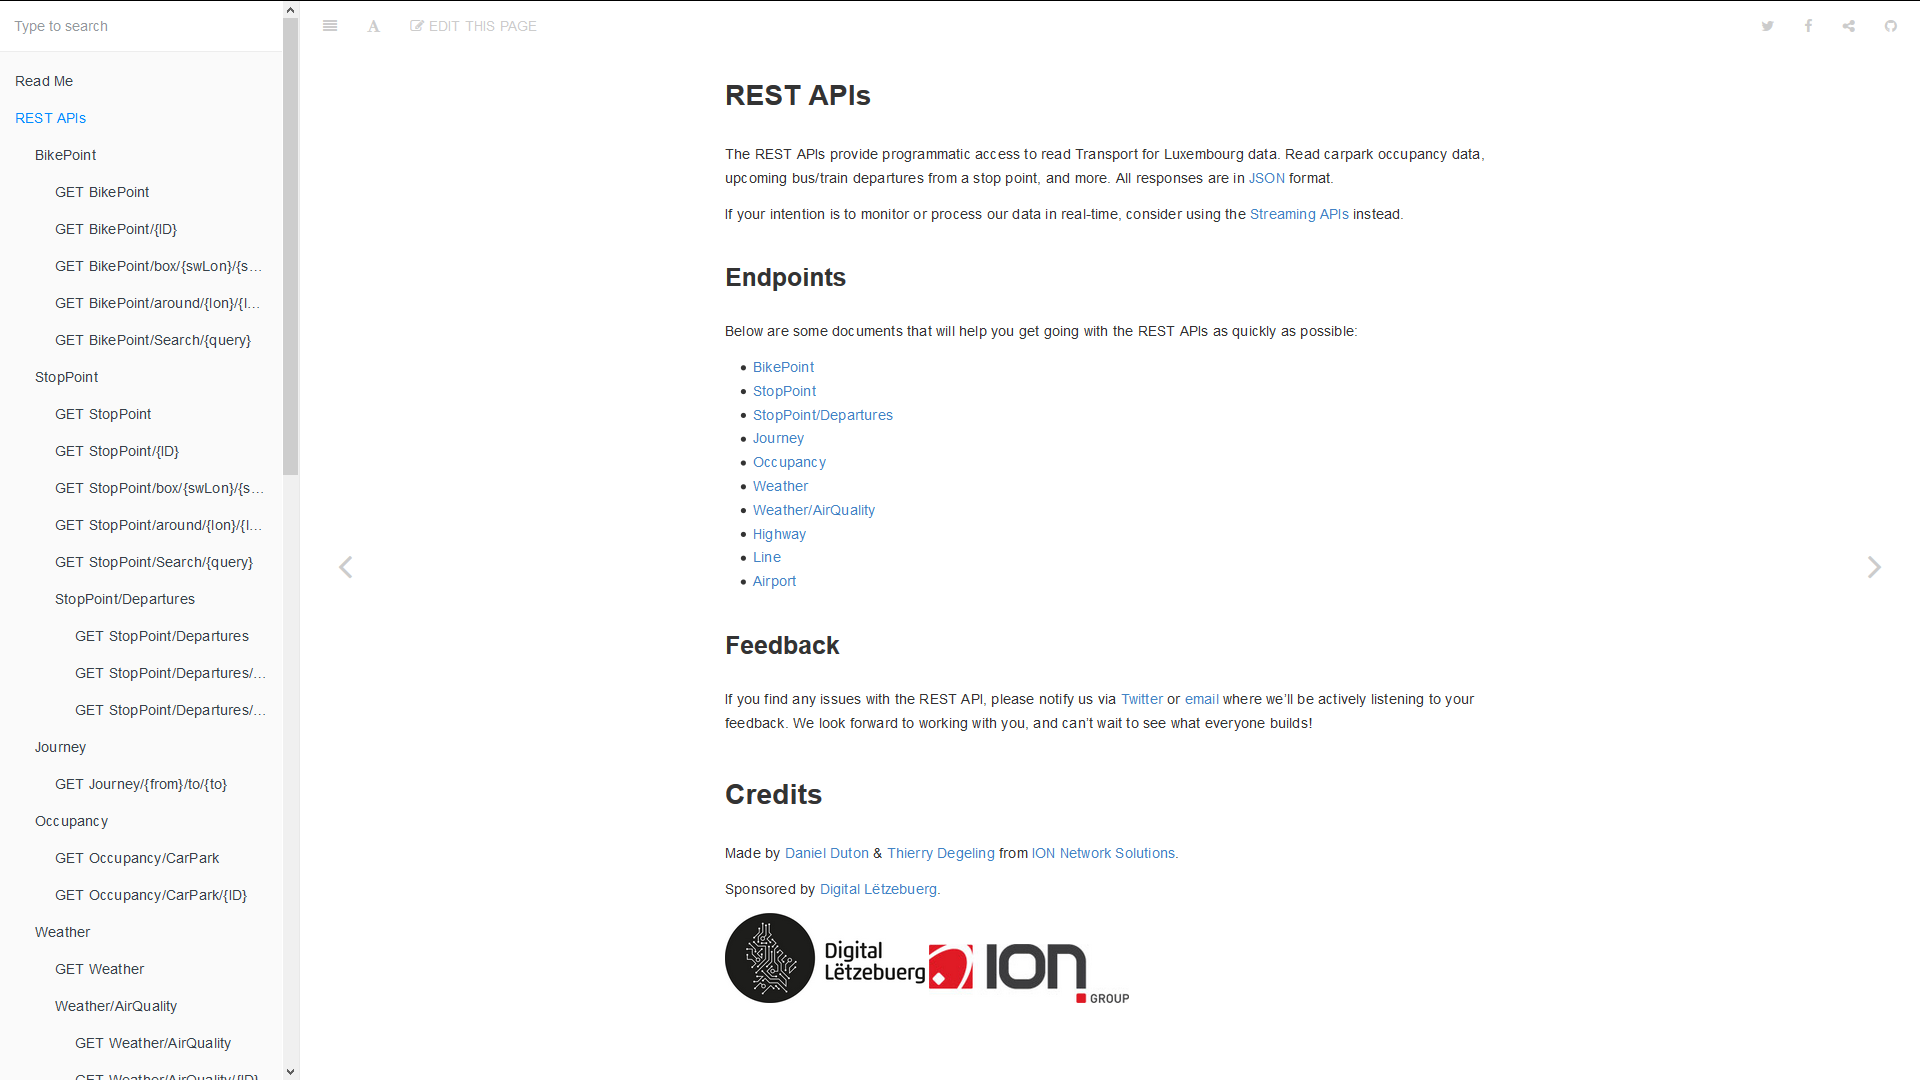 Type to search
EDIT THIS PAGE
Read Me
REST APIs
BikePoint
GET BikePoint
GET BikePoint/{ID}
GET BikePoint/box/{swLon}/{s...
GET BikePoint/around/{lon}/{l...
GET BikePoint/Search/{query}
StopPoint
GET StopPoint
GET StopPoint/{ID}
GET StopPoint/box/{swLon}/{s...
GET StopPoint/around/{lon}/{l...
GET StopPoint/Search/{query}
StopPoint/Departures
GET StopPoint/Departures
GET StopPoint/Departures/...
GET StopPoint/Departures/...
Journey
GET Journey/{from}/to/{to}
Occupancy
GET Occupancy/CarPark
GET Occupancy/CarPark/{ID}
Weather
GET Weather
Weather/AirQuality
GET Weather/AirQuality
GET Weather/AirQuality/{ID}
REST APIs
The REST APIs provide programmatic access to read Transport for Luxembourg data. Read carpark occupancy data,
upcoming bus/train departures from a stop point, and more. All responses are in JSON format.
If your intention is to monitor or process our data in real-time, consider using the Streaming APIs instead.
Endpoints
Below are some documents that will help you get going with the REST APIs as quickly as possible:
• BikePoint
• StopPoint
• StopPoint/Departures
• Journey
• Occupancy
• Weather
• Weather/AirQuality
• Highway
• Line
• Airport
Feedback
If you find any issues with the REST API, please notify us via Twitter or email where we’ll be actively listening to your
feedback. We look forward to working with you, and can’t wait to see what everyone builds!
Credits
Made by Daniel Duton & Thierry Degeling from ION Network Solutions.
Sponsored by Digital Lëtzebuerg.
Digital
Lëtzebuerg
ION
GROUP